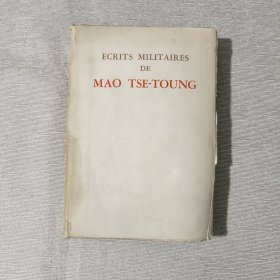 ECRITS MILITAIRES
DE
MAO TSE-TOUNG